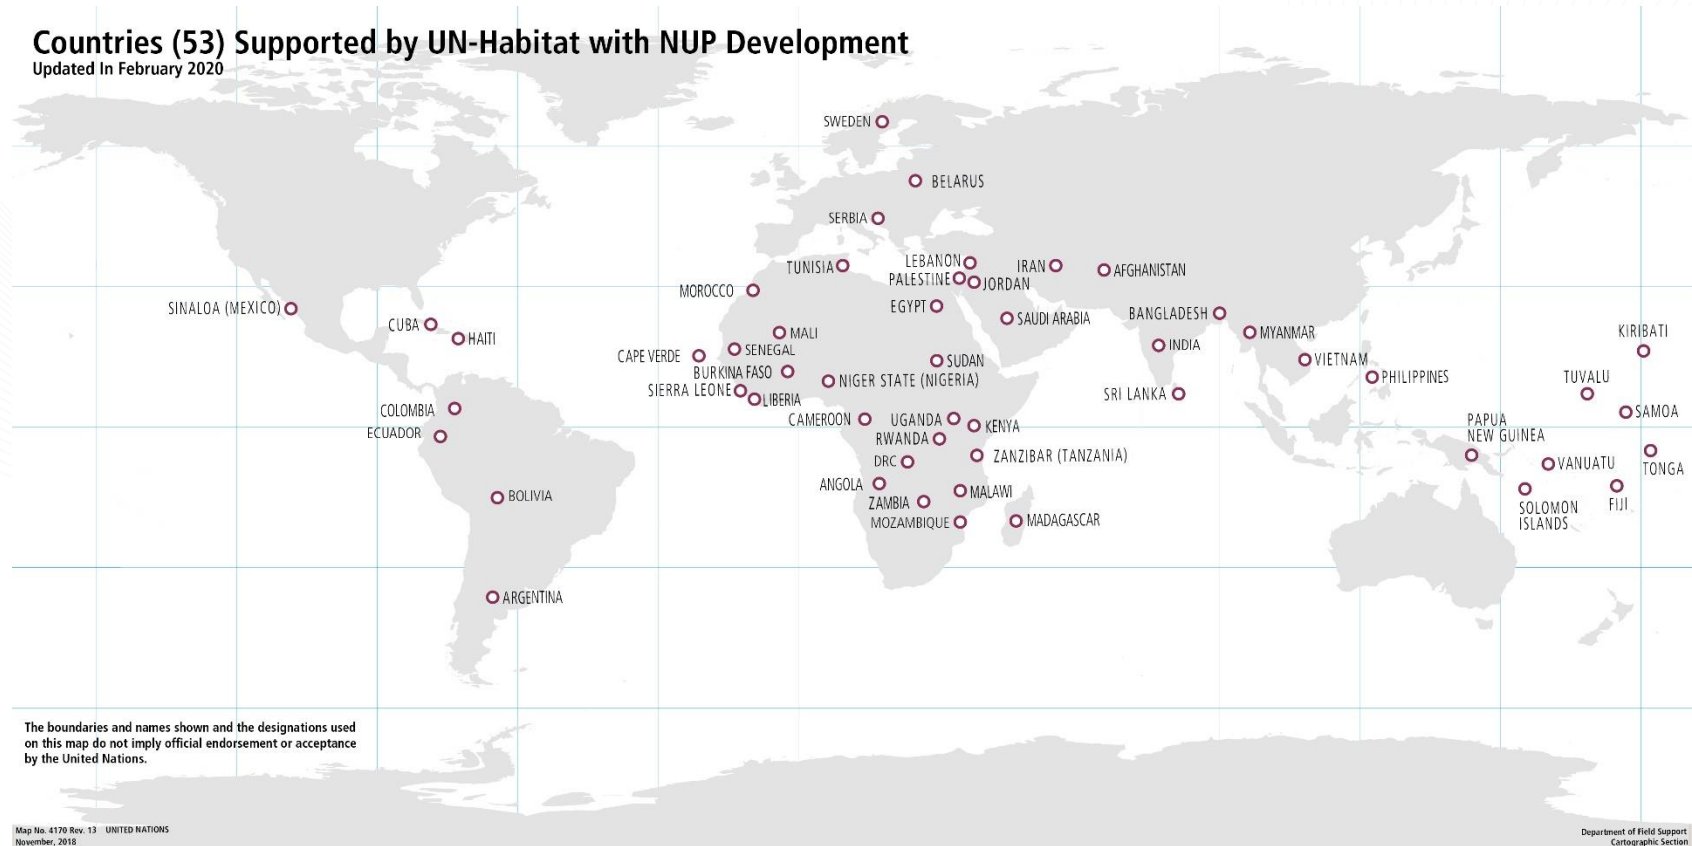 Countries (53) Supported by UN-Habitat with NUP Development
Updated In February 2020
SWEDEN
BELARUS
SERBIA
TUNISIA
LEBANON
IRAN
AFGHANISTAN
PALESTINE
JORDAN
MOROCCO
EGYPT
SINALOA (MEXICO)
SAUDI ARABIA
BANGLADESH
CUBA
HAITI
MALI
MYANMAR
KIRIBATI
CAPE VERDE
SENEGAL
INDIA
SUDAN
VIETNAM
BURKINA FASO
NIGER STATE (NIGERIA)
PHILIPPINES
TUVALU
SIERRA LEONE
LIBERIA
SRI LANKA
COLOMBIA
SAMOA
CAMEROON
UGANDA
KENYA
PAPUA
NEW GUINEA
ECUADOR
RWANDA
DRC
ZANZIBAR (TANZANIA)
VANUATU
TONGA
ANGOLA
MALAWI
BOLIVIA
ZAMBIA
FIJI
SOLOMON
ISLANDS
MOZAMBIQUE
MADAGASCAR
ARGENTINA
The boundaries and names shown and the designations used
on this map do not imply official endorsement or acceptance
by the United Nations.
Map No. 4170 Rev. 13 UNITED NATIONS
November, 2018
Department of Field Support
Cartographic Section